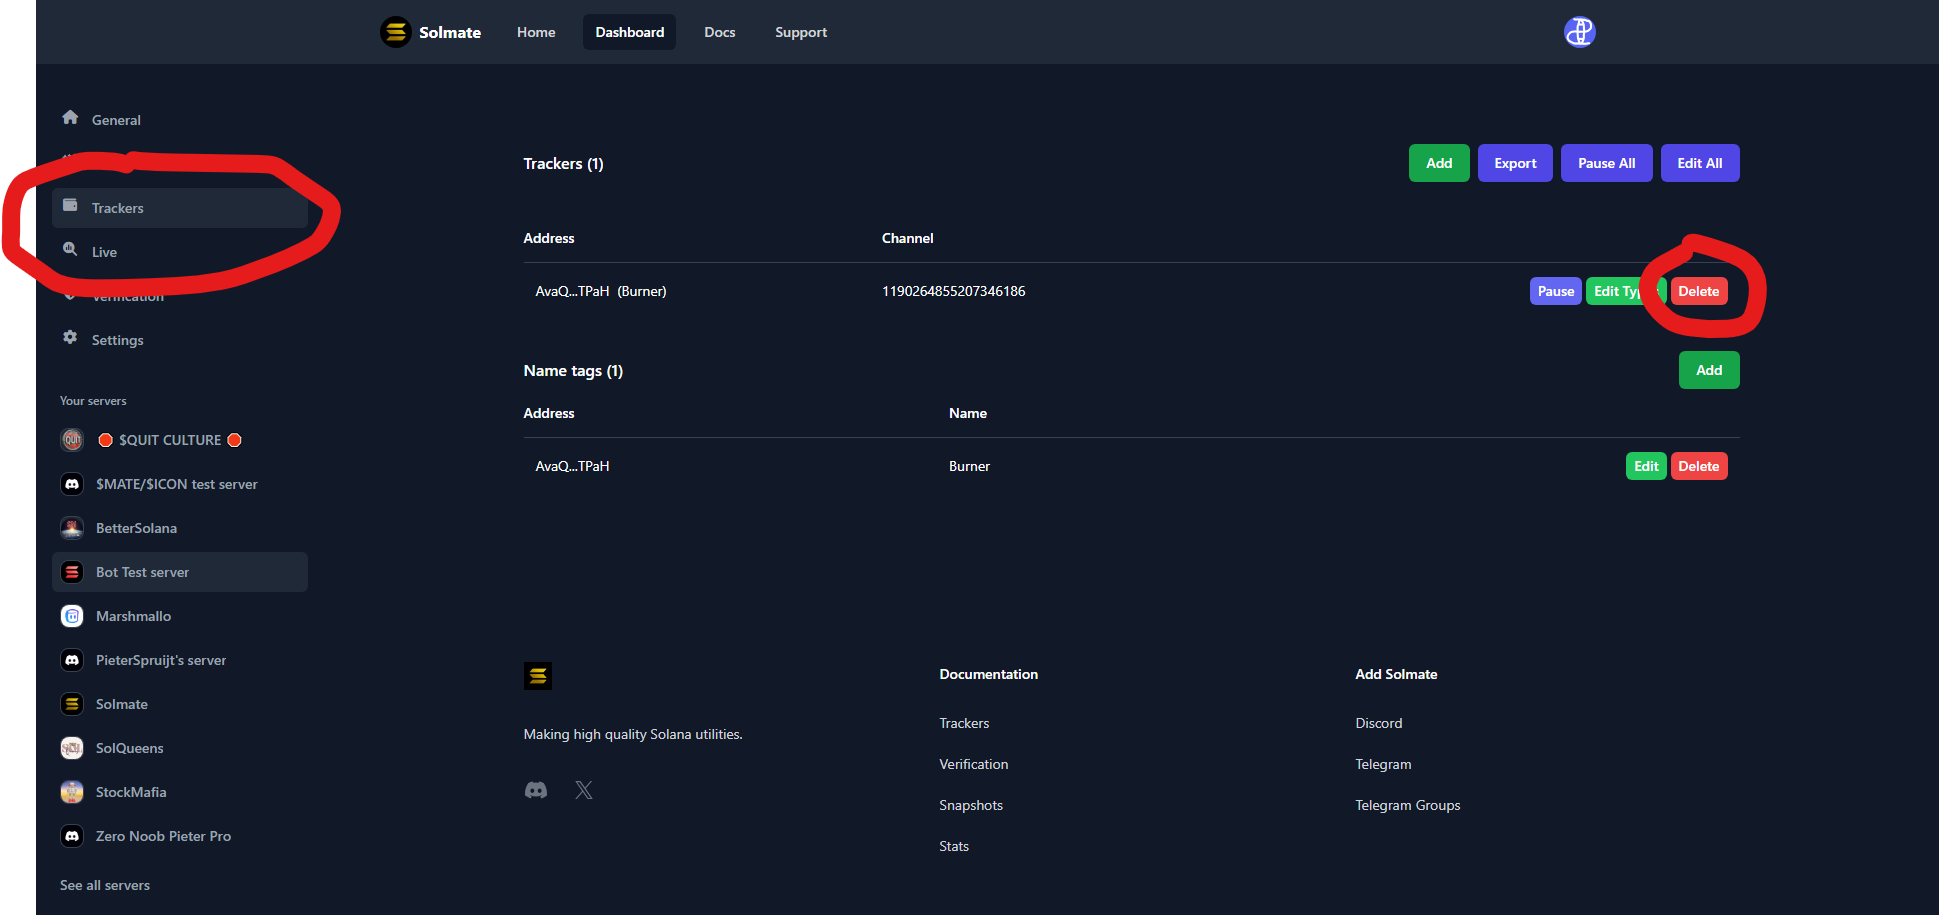 Solmate
Home
Dashboard
Docs
Support
General
Trackers
Live
Verification
Settings
Your servers
$QUIT CULTURE
$MATE/$ICON test server
BetterSolana
Bot Test server
Marshmallo
PieterSpruijt's server
Solmate
SolQueens
StockMafia
Zero Noob Pieter Pro
See all servers
Trackers (1)
Add
Export
Pause All
Edit All
Address
Channel
AvaQ...TPaH (Burner)
1190264855207346186
Pause
Edit
Delete
Name tags (1)
Add
Address
Name
AvaQ...TPaH
Burner
Edit
Delete
Making high quality Solana utilities.
Documentation
Trackers
Verification
Snapshots
Stats
Add Solmate
Discord
Telegram
Telegram Groups